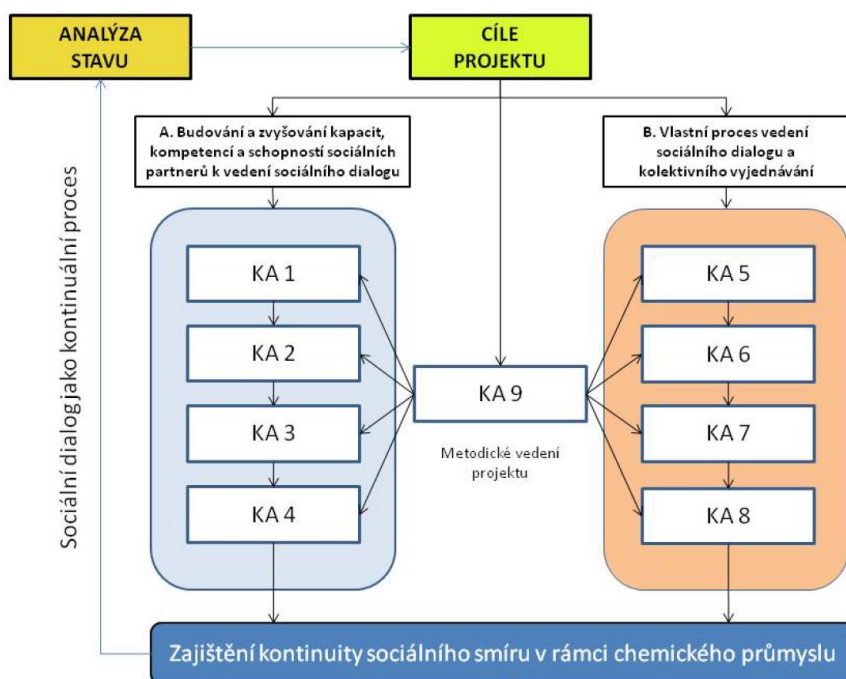 ANALÝZA
STAVU
CÍLE
PROJEKTU
A. Budování a zvyšování kapacit,
kompetencí a schopností sociálních
partnerů k vedení sociálního dialogu
B. Vlastní proces vedení
sociálního dialogu a
kolektivního vyjednávání
Sociální dialog jako kontinuální proces
KA 1
KA 2
KA 3
KA 4
KA 9
Metodické vedení
projektu
KA 5
KA 6
KA 7
KA 8
Zajištění kontinuity sociálního smíru v rámci chemického průmyslu